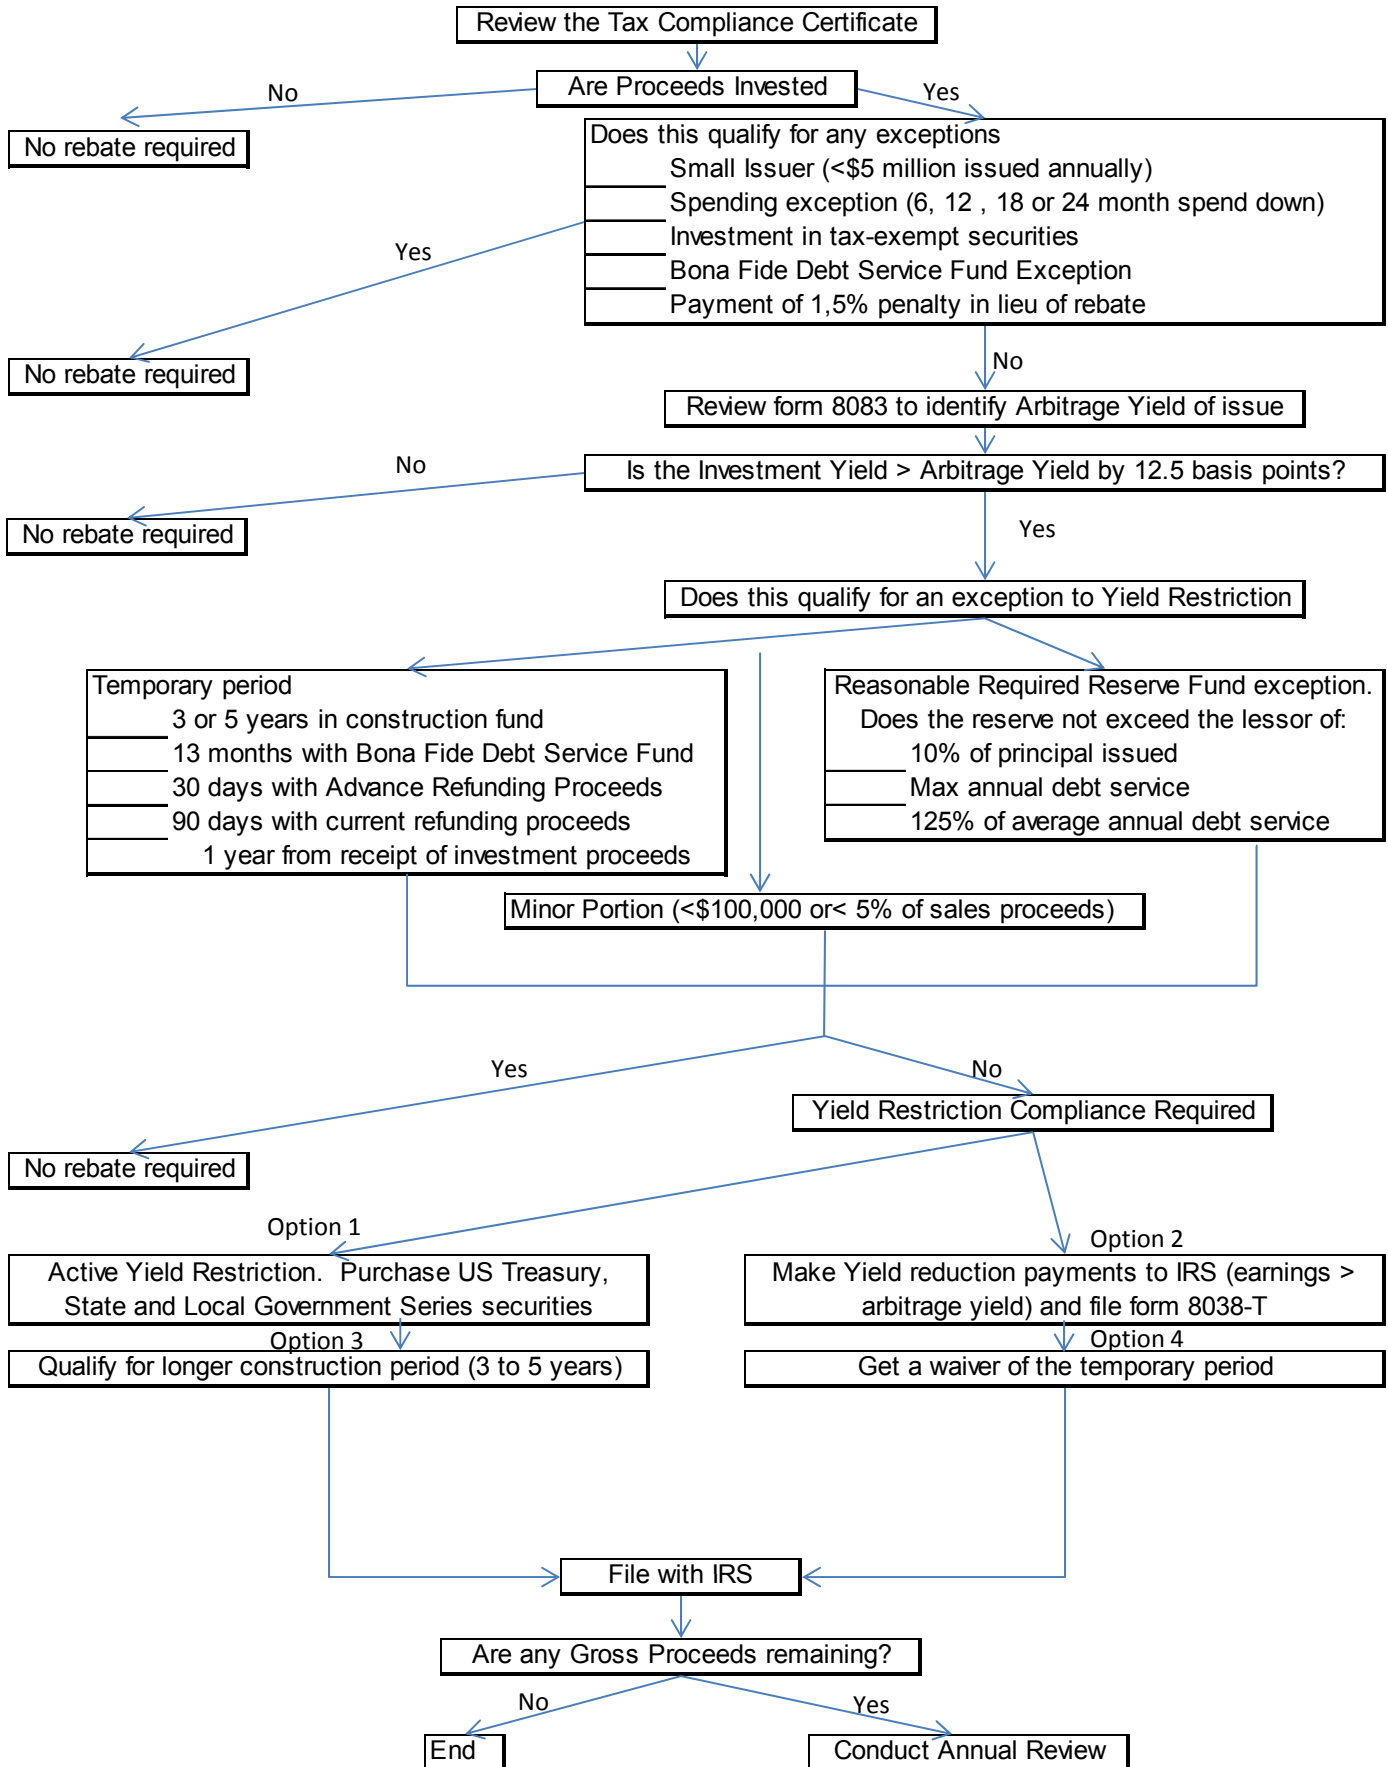 Review the Tax Compliance Certificate
Are Proceeds Invested
No
Yes
No rebate required
Does this qualify for any exceptions
Small Issuer (<$5 million issued annually)
Spending exception (6, 12 , 18 or 24 month spend down)
Investment in tax-exempt securities
Bona Fide Debt Service Fund Exception
Payment of 1,5% penalty in lieu of rebate
Yes
No rebate required
No
Review form 8083 to identify Arbitrage Yield of issue
Is the Investment Yield > Arbitrage Yield by 12.5 basis points?
No
No rebate required
Yes
Does this qualify for an exception to Yield Restriction
Temporary period
3 or 5 years in construction fund
13 months with Bona Fide Debt Service Fund
30 days with Advance Refunding Proceeds
90 days with current refunding proceeds
1 year from receipt of investment proceeds
Reasonable Required Reserve Fund exception.
Does the reserve not exceed the lessor of:
10% of principal issued
Max annual debt service
125% of average annual debt service
Minor Portion (<$100,000 or< 5% of sales proceeds)
Yes
No
Yield Restriction Compliance Required
No rebate required
Option 1
Option 2
Active Yield Restriction. Purchase US Treasury,
State and Local Government Series securities
Make Yield reduction payments to IRS (earnings >
arbitrage yield) and file form 8038-T
Option 3
Option 4
Qualify for longer construction period (3 to 5 years)
Get a waiver of the temporary period
File with IRS
Are any Gross Proceeds remaining?
No
Yes
End
Conduct Annual Review